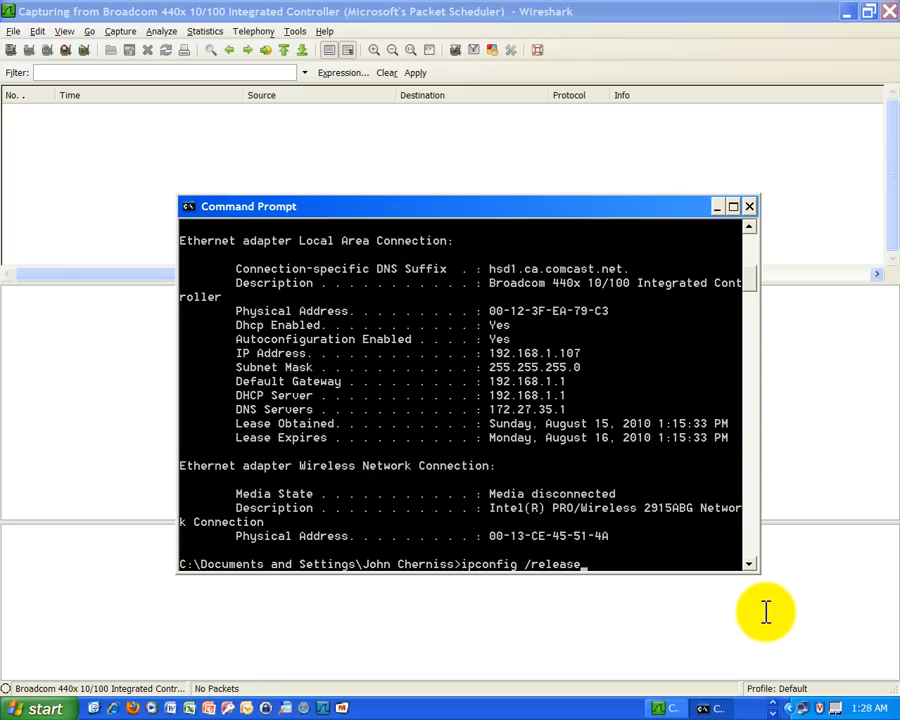 Capturing from Broadcom 440x 10/100 Integrated Controller (Microsoft's Packet Scheduler) - Wireshark
File Edit View Go Capture Analyze Statistics Telephony Tools Help
Filter: Expression... Clear Apply
No. . Time Source Destination Protocol Info
Command Prompt
Ethernet adapter Local Area Connection:
Connection-specific DNS Suffix . : hsd1.ca.comcast.net.
Description . . . . . . . . . . . : Broadcom 440x 10/100 Integrated Cont
roller
Physical Address. . . . . . . . . : 00-12-3F-EA-79-C3
Dhcp Enabled. . . . . . . . . . . : Yes
Autoconfiguration Enabled . . . . : Yes
IP Address. . . . . . . . . . . . : 192.168.1.107
Subnet Mask . . . . . . . . . . . : 255.255.255.0
Default Gateway . . . . . . . . . : 192.168.1.1
DHCP Server . . . . . . . . . . . : 192.168.1.1
DNS Servers . . . . . . . . . . . : 172.27.35.1
Lease Obtained. . . . . . . . . . : Sunday, August 15, 2010 1:15:33 PM
Lease Expires . . . . . . . . . . : Monday, August 16, 2010 1:15:33 PM
Ethernet adapter Wireless Network Connection:
Media State . . . . . . . . . . . : Media disconnected
Description . . . . . . . . . . . : Intel(R) PRO/Wireless 2915ABG Networ
k Connection
Physical Address. . . . . . . . . : 00-13-CE-45-51-4A
C:\Documents and Settings\John Cherniss>ipconfig /release_
Broadcom 440x 10/100 Integrated Contr... No Packets Profile: Default
start C... C:\ C... 1:28 AM